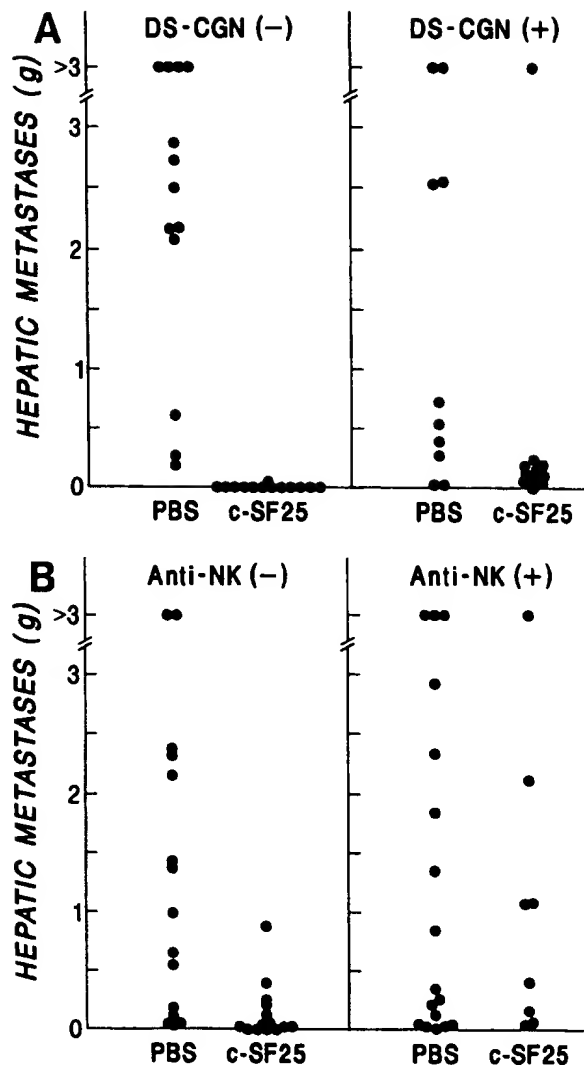 A
DS-CGN (−) DS-CGN (+)
HEPATIC METASTASES (g)
>3
3
2
1
0
PBS c-SF25 PBS c-SF25
B
Anti-NK (−) Anti-NK (+)
HEPATIC METASTASES (g)
>3
3
2
1
0
PBS c-SF25 PBS c-SF25